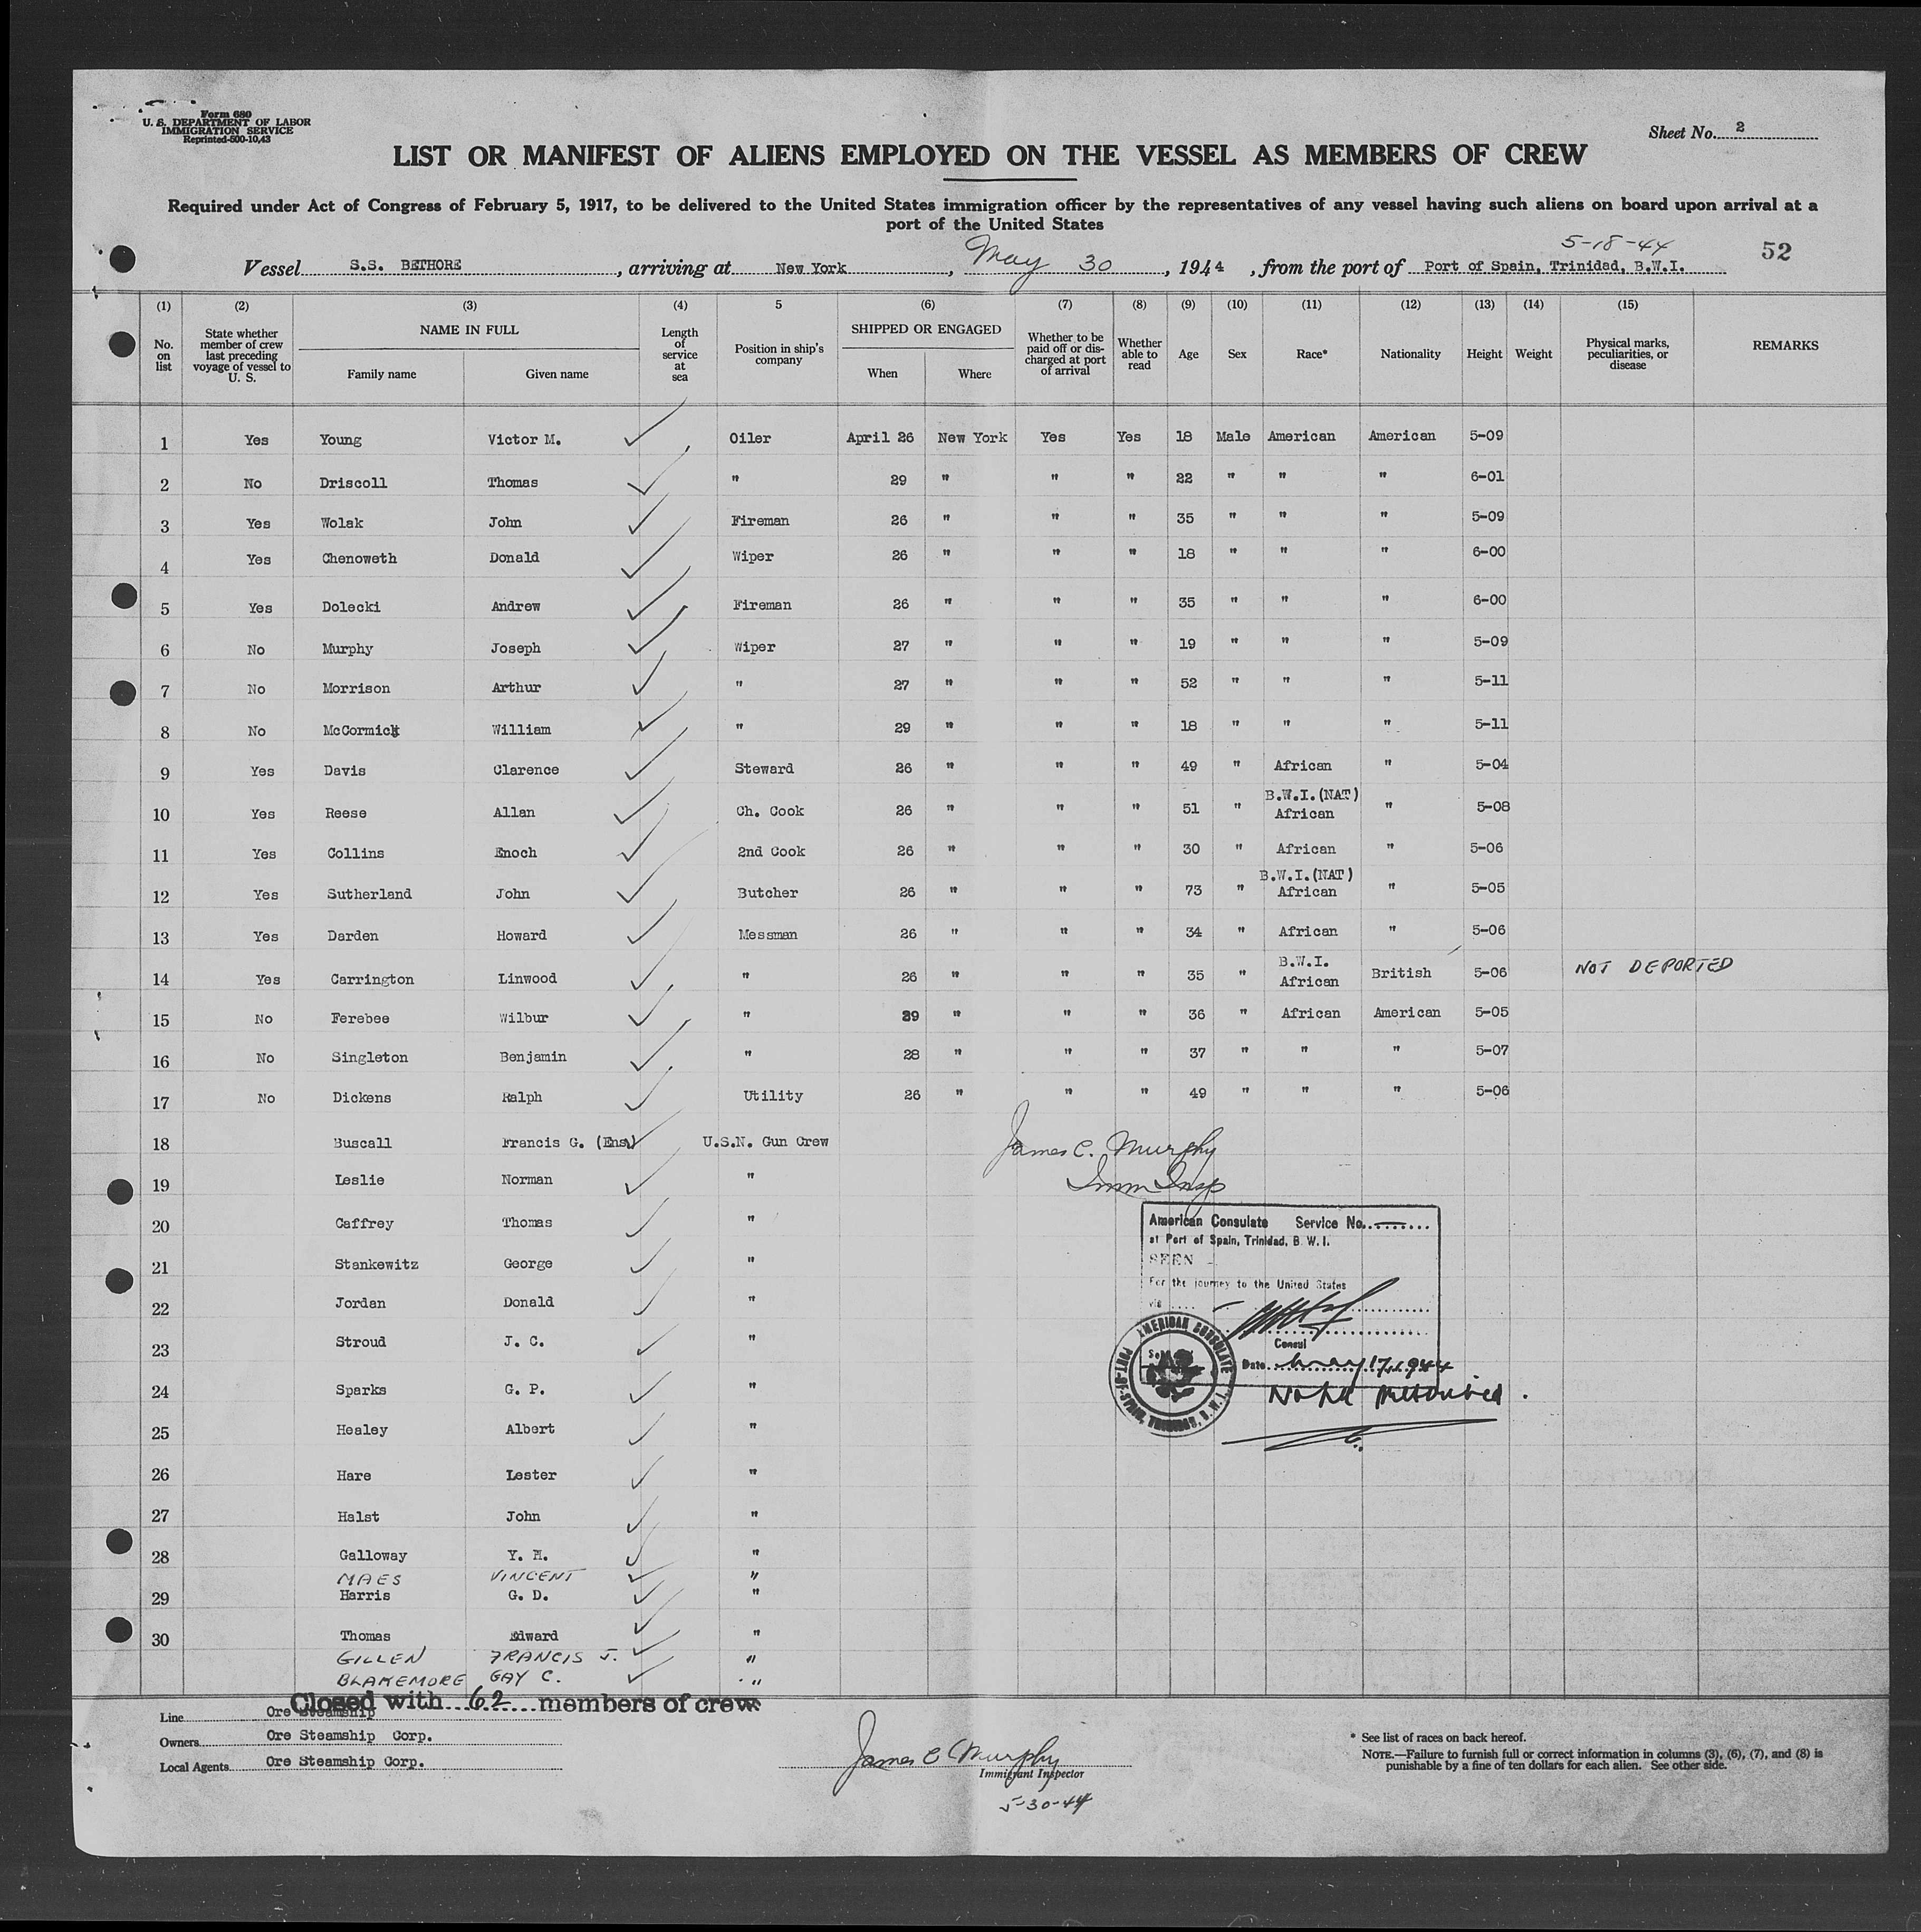 Form 680
U. S. DEPARTMENT OF LABOR
IMMIGRATION SERVICE
Reprinted-500-10,43
Sheet No. 2
LIST OR MANIFEST OF ALIENS EMPLOYED ON THE VESSEL AS MEMBERS OF CREW
Required under Act of Congress of February 5, 1917, to be delivered to the United States immigration officer by the representatives of any vessel having such aliens on board upon arrival at a
port of the United States
5-18-44
52
Vessel S.S. BETHORE, arriving at New York, May 30, 1944, from the port of Port of Spain, Trinidad, B.W.I.
(1) (2) (3) (4) 5 (6) (7) (8) (9) (10) (11) (12) (13) (14) (15)
No. on list
State whether member of crew last preceding voyage of vessel to U. S.
NAME IN FULL
Family name Given name
Length of service at sea
Position in ship's company
SHIPPED OR ENGAGED
When Where
Whether to be paid off or discharged at port of arrival
Whether able to read
Age Sex Race* Nationality Height Weight
Physical marks, peculiarities, or disease
REMARKS
1 Yes Young Victor M. Oiler April 26 New York Yes Yes 18 Male American American 5-09
2 No Driscoll Thomas " 29 " " " 22 " " " 6-01
3 Yes Wolak John Fireman 26 " " " 35 " " " 5-09
4 Yes Chenoweth Donald Wiper 26 " " " 18 " " " 6-00
5 Yes Dolecki Andrew Fireman 26 " " " 35 " " " 6-00
6 No Murphy Joseph Wiper 27 " " " 19 " " " 5-09
7 No Morrison Arthur " 27 " " " 52 " " " 5-11
8 No McCormick William " 29 " " " 18 " " " 5-11
9 Yes Davis Clarence Steward 26 " " " 49 " African " 5-04
10 Yes Reese Allan Ch. Cook 26 " " " 51 " B.W.I.(NAT) African " 5-08
11 Yes Collins Enoch 2nd Cook 26 " " " 30 " African " 5-06
12 Yes Sutherland John Butcher 26 " " " 73 " B.W.I.(NAT) African " 5-05
13 Yes Darden Howard Messman 26 " " " 34 " African " 5-06
14 Yes Carrington Linwood " 26 " " " 35 " B.W.I. African British 5-06 NOT DEPORTED
15 No Ferebee Wilbur " 29 " " " 36 " African American 5-05
16 No Singleton Benjamin " 28 " " " 37 " " " 5-07
17 No Dickens Ralph Utility 26 " " " 49 " " " 5-06
18 Buscall Francis G. (Ens.) U.S.N. Gun Crew
James C. Murphy
19 Leslie Norman "
Imm Insp
20 Caffrey Thomas "
21 Stankewitz George "
22 Jordan Donald "
23 Stroud J. C. "
24 Sparks G. P. "
25 Healey Albert "
26 Hare Lester "
27 Halst John "
28 Galloway Y. H. "
MAES VINCENT "
29 Harris G. D. "
30 Thomas Edward "
GILLEN FRANCIS J. "
BLAKEMORE GAY C. "
American Consulate Service No.
at Port of Spain, Trinidad, B. W. I.
SEEN
For the journey to the United States
via
Consul
Date May 17, 1944
AMERICAN CONSULATE
PORT-OF-SPAIN, TRINIDAD, B. W. I.
No fee prescribed.
Closed with 62 members of crew.
Line Ore Steamship
Owners Ore Steamship Corp.
Local Agents Ore Steamship Corp.
James C Murphy
Immigrant Inspector
5-30-44
* See list of races on back hereof.
NOTE.—Failure to furnish full or correct information in columns (3), (6), (7), and (8) is
punishable by a fine of ten dollars for each alien. See other side.